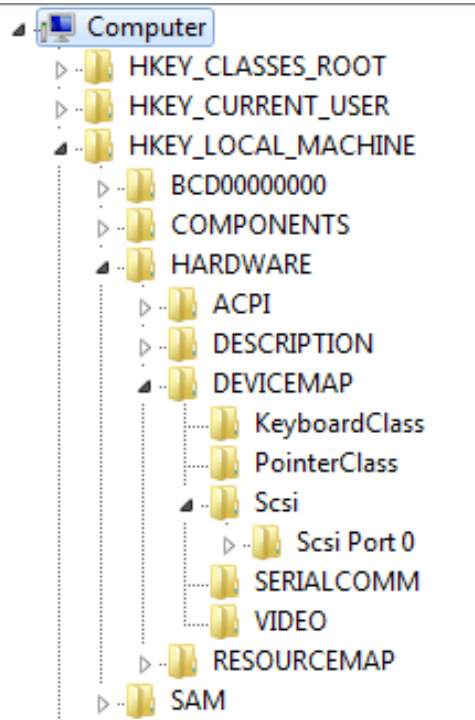 Computer
HKEY_CLASSES_ROOT
HKEY_CURRENT_USER
HKEY_LOCAL_MACHINE
BCD00000000
COMPONENTS
HARDWARE
ACPI
DESCRIPTION
DEVICEMAP
KeyboardClass
PointerClass
Scsi
Scsi Port 0
SERIALCOMM
VIDEO
RESOURCEMAP
SAM